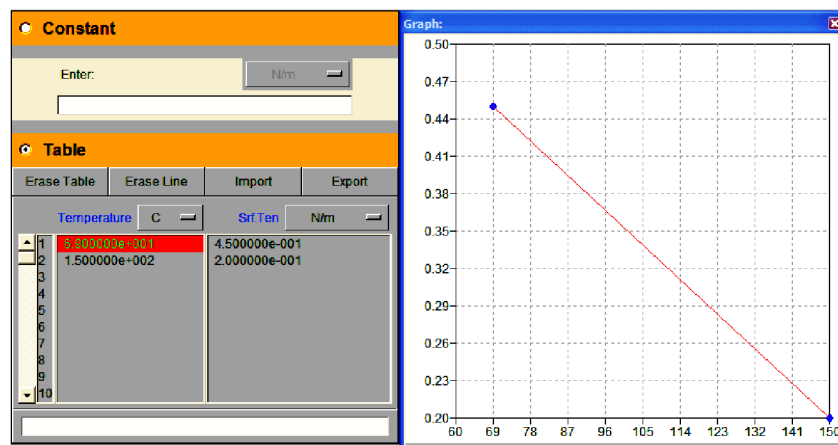 Constant
Enter:
N/m
Table
Erase Table Erase Line Import Export
Temperature C Srf.Ten N/m
1 6.900000e+001 4.500000e-001
2 1.500000e+002 2.000000e-001
3
4
5
6
7
8
9
10
Graph:
0.50
0.47
0.44
0.41
0.38
0.35
0.32
0.29
0.26
0.23
0.20
60 69 78 87 96 105 114 123 132 141 150